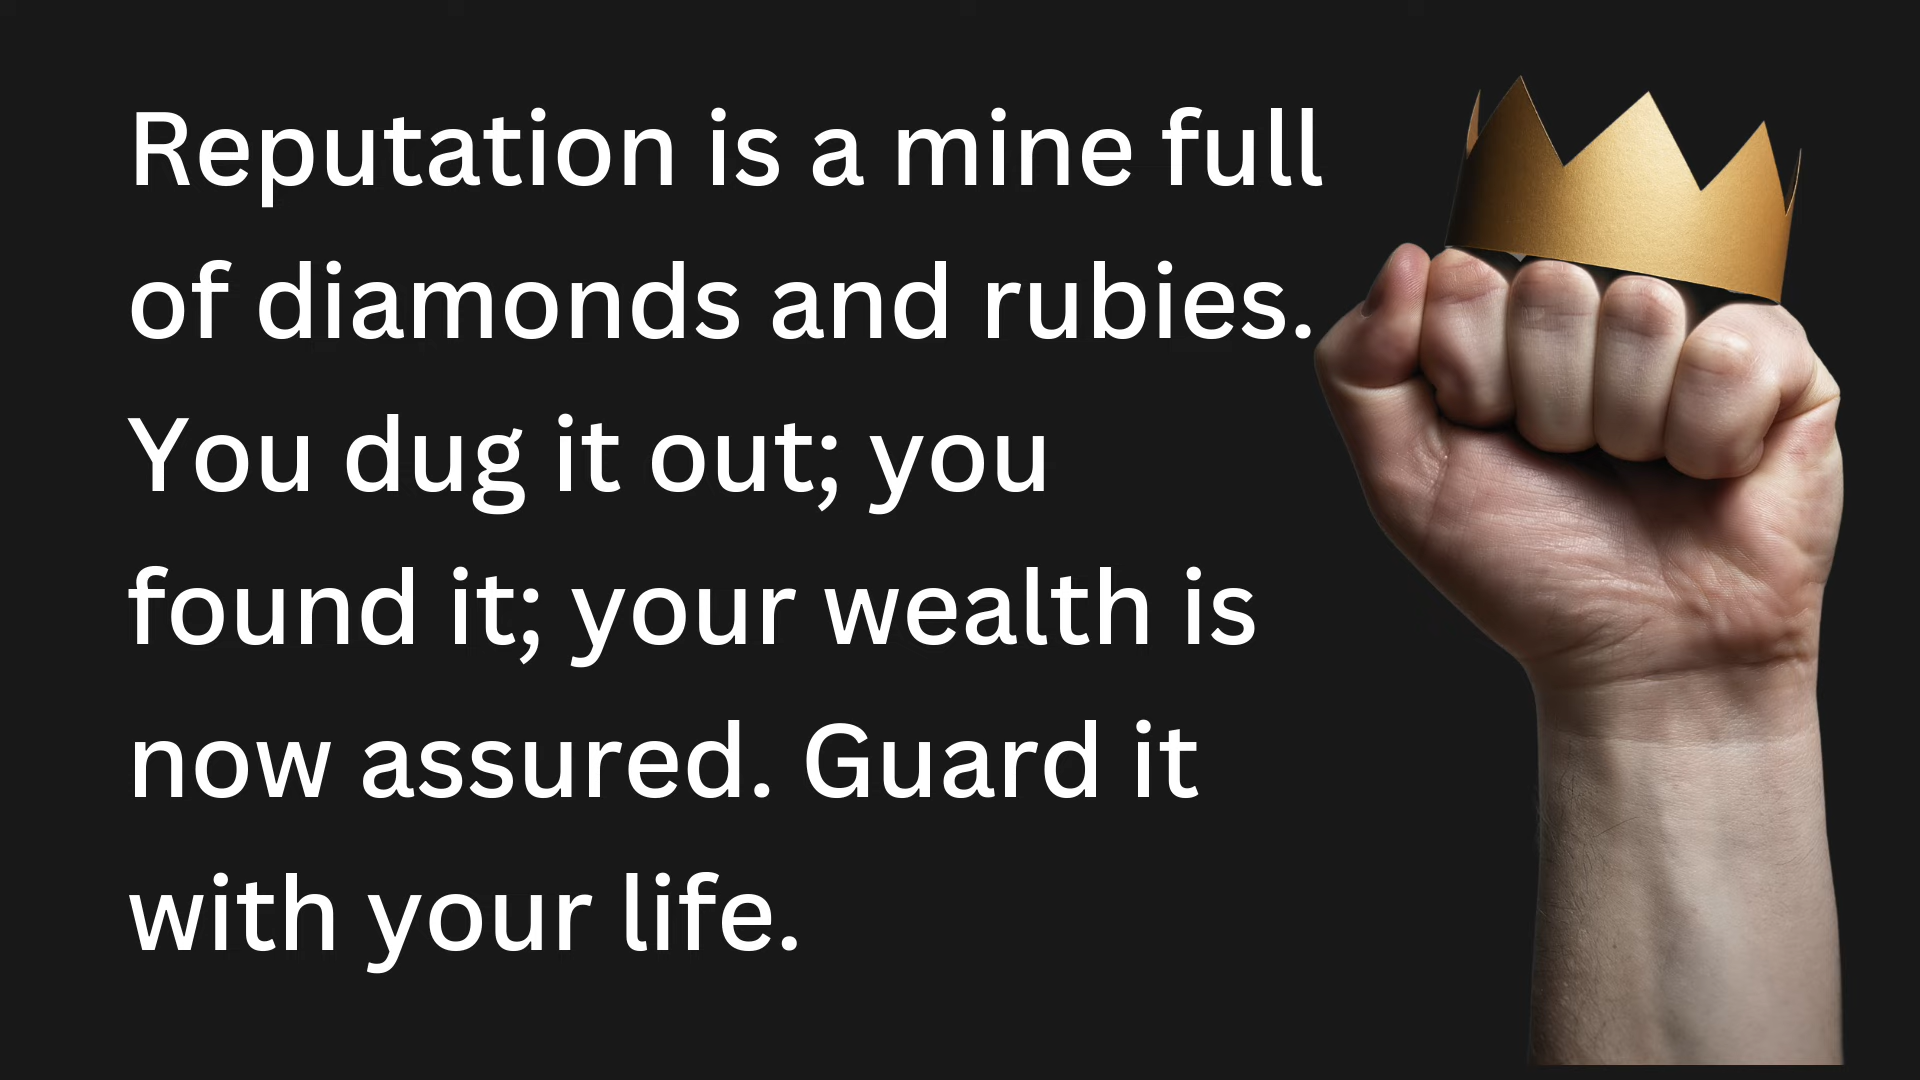 Reputation is a mine full
of diamonds and rubies.
You dug it out; you
found it; your wealth is
now assured. Guard it
with your life.